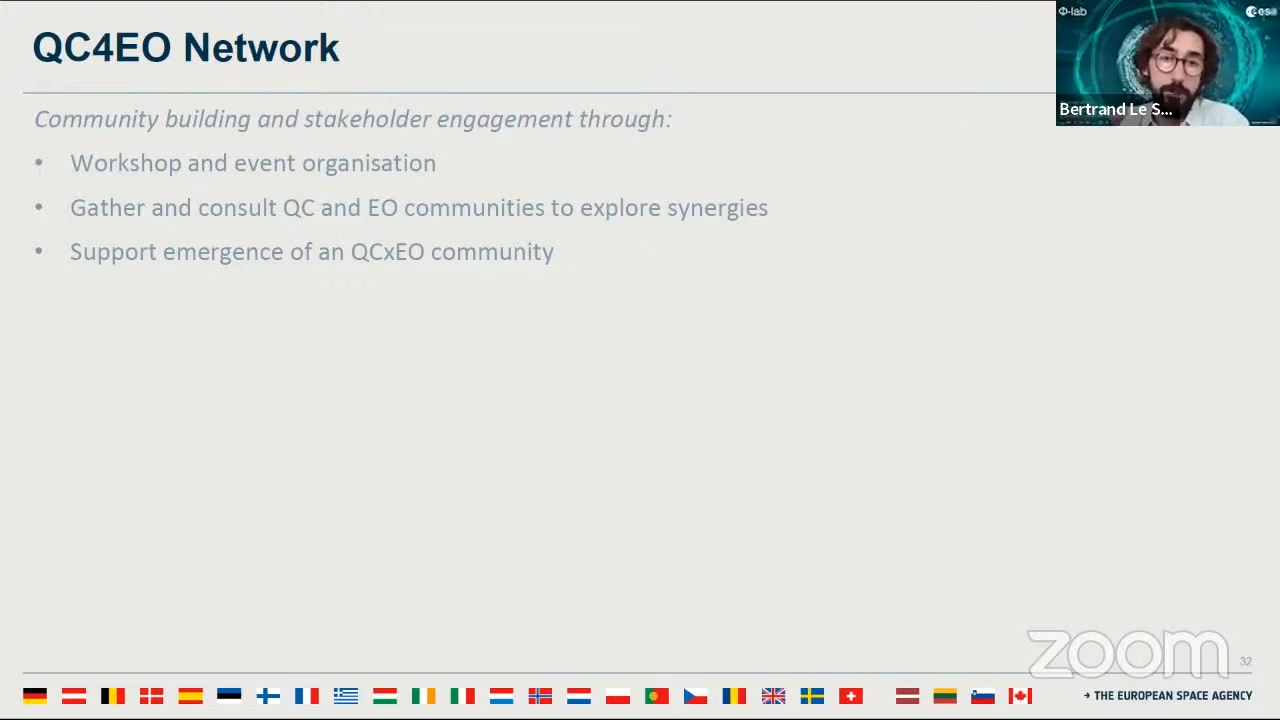 QC4EO Network
Φ-lab
esa
Bertrand Le S...
Community building and stakeholder engagement through:
• Workshop and event organisation
• Gather and consult QC and EO communities to explore synergies
• Support emergence of an QCxEO community
zoom
32
→ THE EUROPEAN SPACE AGENCY